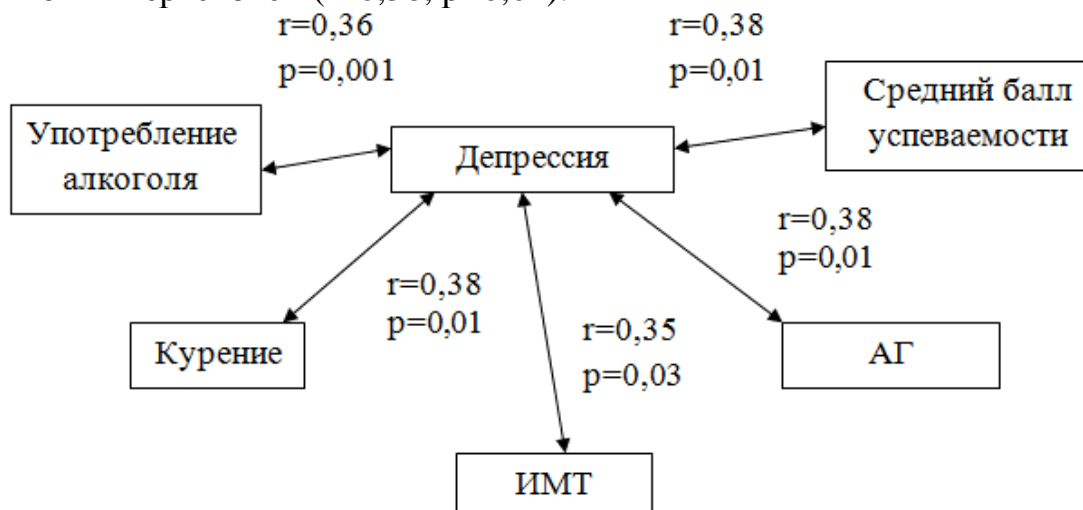 r=0,36
p=0,001
r=0,38
p=0,01
Средний балл
успеваемости
Употребление
алкоголя
Депрессия
r=0,38
p=0,01
r=0,38
p=0,01
r=0,35
p=0,03
Курение
АГ
ИМТ